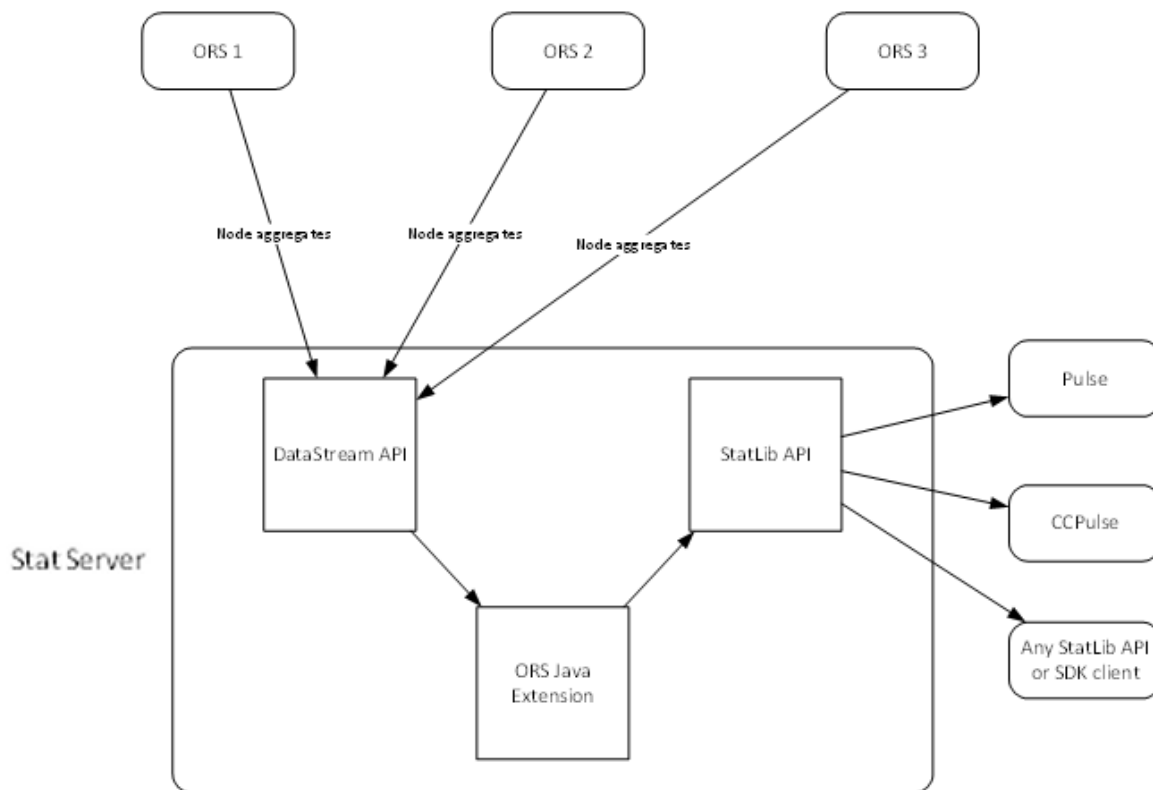 ORS 1
ORS 2
ORS 3
Node aggregates
Node aggregates
Node aggregates
DataStream API
StatLib API
Pulse
CCPulse
Stat Server
ORS Java
Extension
Any StatLib API
or SDK client